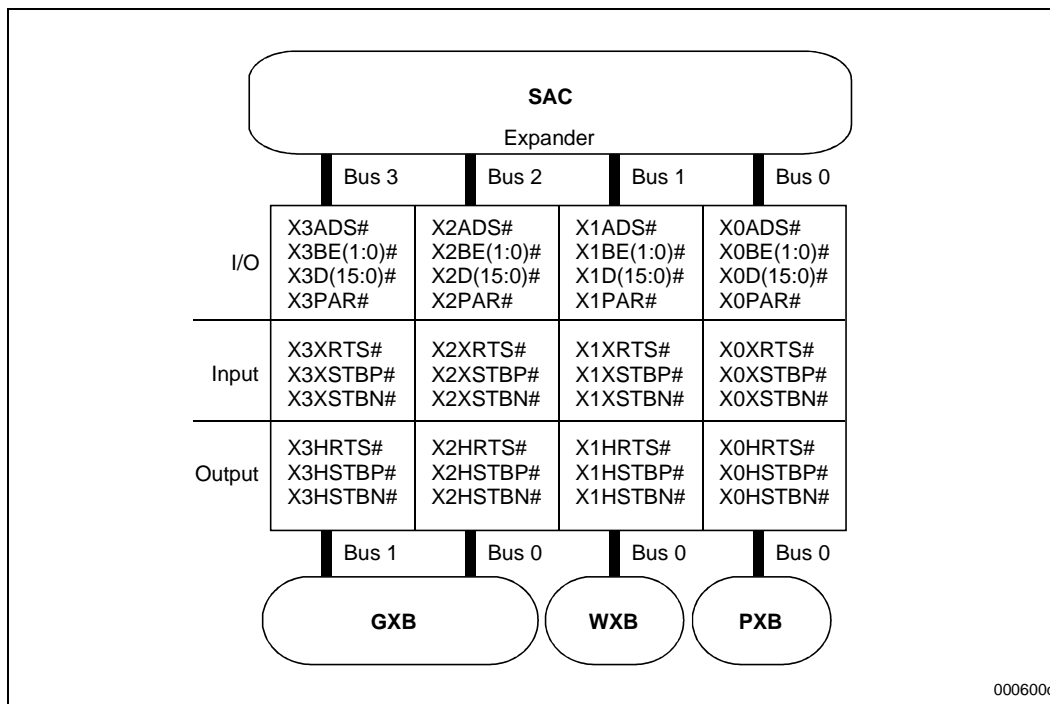 SAC
Expander
Bus 3 Bus 2 Bus 1 Bus 0
I/O
X3ADS# X2ADS# X1ADS# X0ADS#
X3BE(1:0)# X2BE(1:0)# X1BE(1:0)# X0BE(1:0)#
X3D(15:0)# X2D(15:0)# X1D(15:0)# X0D(15:0)#
X3PAR# X2PAR# X1PAR# X0PAR#
Input
X3XRTS# X2XRTS# X1XRTS# X0XRTS#
X3XSTBP# X2XSTBP# X1XSTBP# X0XSTBP#
X3XSTBN# X2XSTBN# X1XSTBN# X0XSTBN#
Output
X3HRTS# X2HRTS# X1HRTS# X0HRTS#
X3HSTBP# X2HSTBP# X1HSTBP# X0HSTBP#
X3HSTBN# X2HSTBN# X1HSTBN# X0HSTBN#
Bus 1 Bus 0 Bus 0 Bus 0
GXB WXB PXB